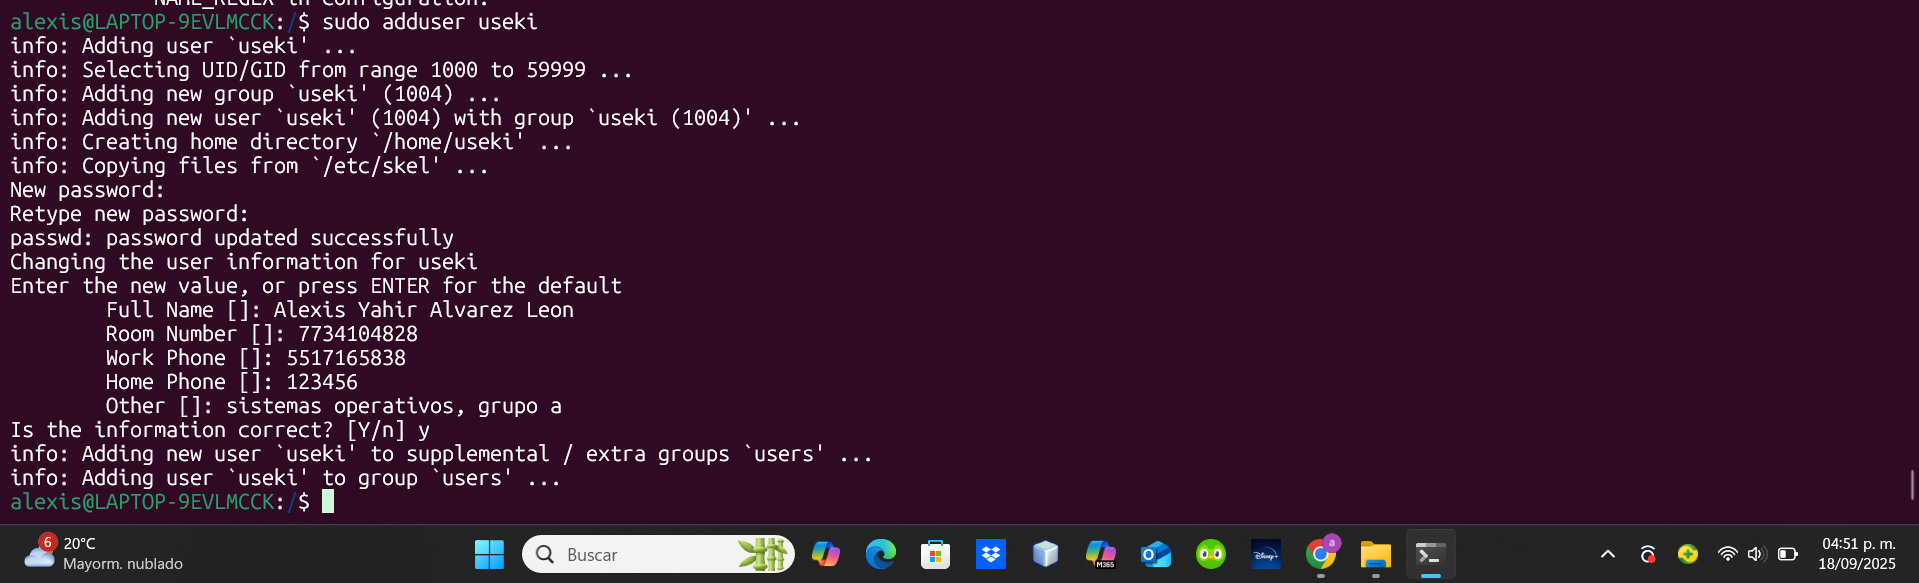 NAME_REGEX in configuration.
alexis@LAPTOP-9EVLMCCK:/$ sudo adduser useki
info: Adding user `useki' ...
info: Selecting UID/GID from range 1000 to 59999 ...
info: Adding new group `useki' (1004) ...
info: Adding new user `useki' (1004) with group `useki (1004)' ...
info: Creating home directory `/home/useki' ...
info: Copying files from `/etc/skel' ...
New password:
Retype new password:
passwd: password updated successfully
Changing the user information for useki
Enter the new value, or press ENTER for the default
Full Name []: Alexis Yahir Alvarez Leon
Room Number []: 7734104828
Work Phone []: 5517165838
Home Phone []: 123456
Other []: sistemas operativos, grupo a
Is the information correct? [Y/n] y
info: Adding new user `useki' to supplemental / extra groups `users' ...
info: Adding user `useki' to group `users' ...
alexis@LAPTOP-9EVLMCCK:/$
6
20°C
Mayorm. nublado
Buscar
M365
Disney+
a
04:51 p. m.
18/09/2025